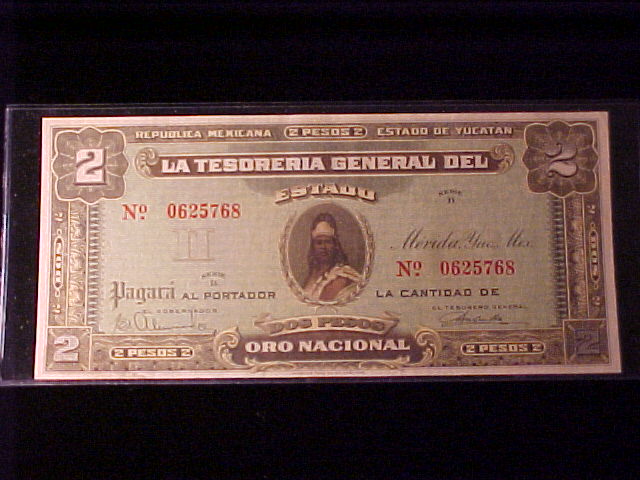 REPUBLICA MEXICANA 2 PESOS 2 ESTADO DE YUCATAN
2 LA TESORERIA GENERAL DEL 2
ESTADO
SERIE
Nº 0625768
Mérida, Yuc. Mex
Nº 0625768
SERIE
Pagará AL PORTADOR LA CANTIDAD DE
EL GOBERNADOR EL TESORERO GENERAL
DOS PESOS
2 2 PESOS 2 ORO NACIONAL 2 PESOS 2 2